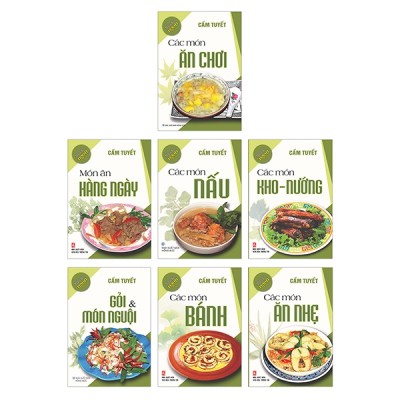 CẨM TUYẾT
Các món
ĂN CHƠI
CẨM TUYẾT
Món ăn
HÀNG NGÀY
CẨM TUYẾT
Các món
NẤU
CẨM TUYẾT
Các món
KHO-NƯỚNG
CẨM TUYẾT
GỎI &
MÓN NGUỘI
CẨM TUYẾT
Các món
BÁNH
CẨM TUYẾT
Các món
ĂN NHẸ